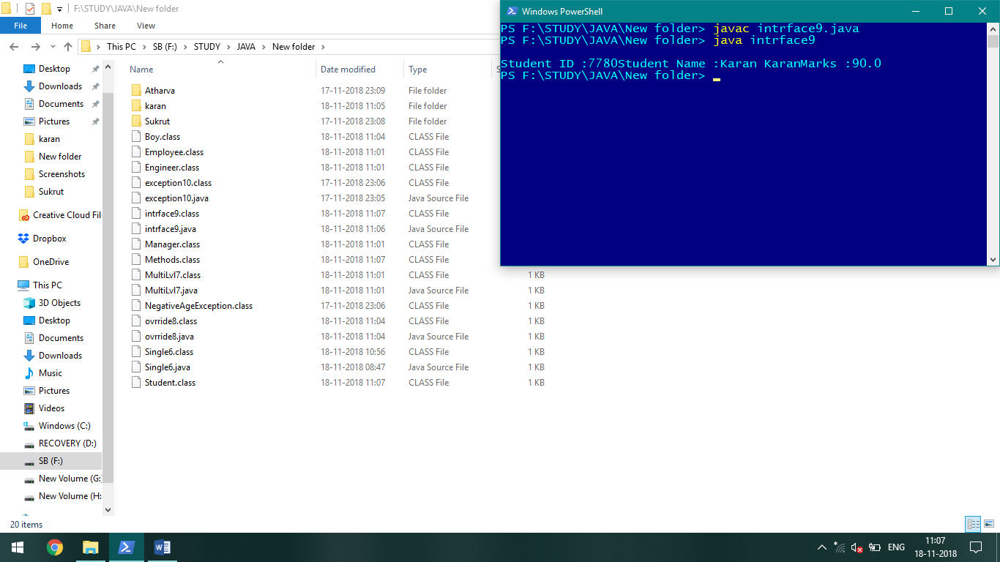 F:\STUDY\JAVA\New folder
File Home Share View
This PC SB (F:) STUDY JAVA New folder
Desktop
Downloads
Documents
Pictures
karan
New folder
Screenshots
Sukrut
Creative Cloud Fil
Dropbox
OneDrive
This PC
3D Objects
Desktop
Documents
Downloads
Music
Pictures
Videos
Windows (C:)
RECOVERY (D:)
SB (F:)
New Volume (G:
New Volume (H:
Name Date modified Type S
Atharva 17-11-2018 23:09 File folder
karan 18-11-2018 11:05 File folder
Sukrut 17-11-2018 23:08 File folder
Boy.class 18-11-2018 11:04 CLASS File
Employee.class 18-11-2018 11:01 CLASS File
Engineer.class 18-11-2018 11:01 CLASS File
exception10.class 17-11-2018 23:06 CLASS File
exception10.java 17-11-2018 23:05 Java Source File
intrface9.class 18-11-2018 11:07 CLASS File
intrface9.java 18-11-2018 11:06 Java Source File
Manager.class 18-11-2018 11:01 CLASS File
Methods.class 18-11-2018 11:07 CLASS File
MultiLvl7.class 18-11-2018 11:01 CLASS File 1 KB
MultiLvl7.java 18-11-2018 11:01 Java Source File 1 KB
NegativeAgeException.class 17-11-2018 23:06 CLASS File 1 KB
ovrride8.class 18-11-2018 11:04 CLASS File 1 KB
ovrride8.java 18-11-2018 11:04 Java Source File 1 KB
Single6.class 18-11-2018 10:56 CLASS File 1 KB
Single6.java 18-11-2018 08:47 Java Source File 1 KB
Student.class 18-11-2018 11:07 CLASS File 1 KB
20 items
Windows PowerShell
PS F:\STUDY\JAVA\New folder> javac intrface9.java
PS F:\STUDY\JAVA\New folder> java intrface9
Student ID :7780Student Name :Karan KaranMarks :90.0
PS F:\STUDY\JAVA\New folder> _
ENG
11:07
18-11-2018